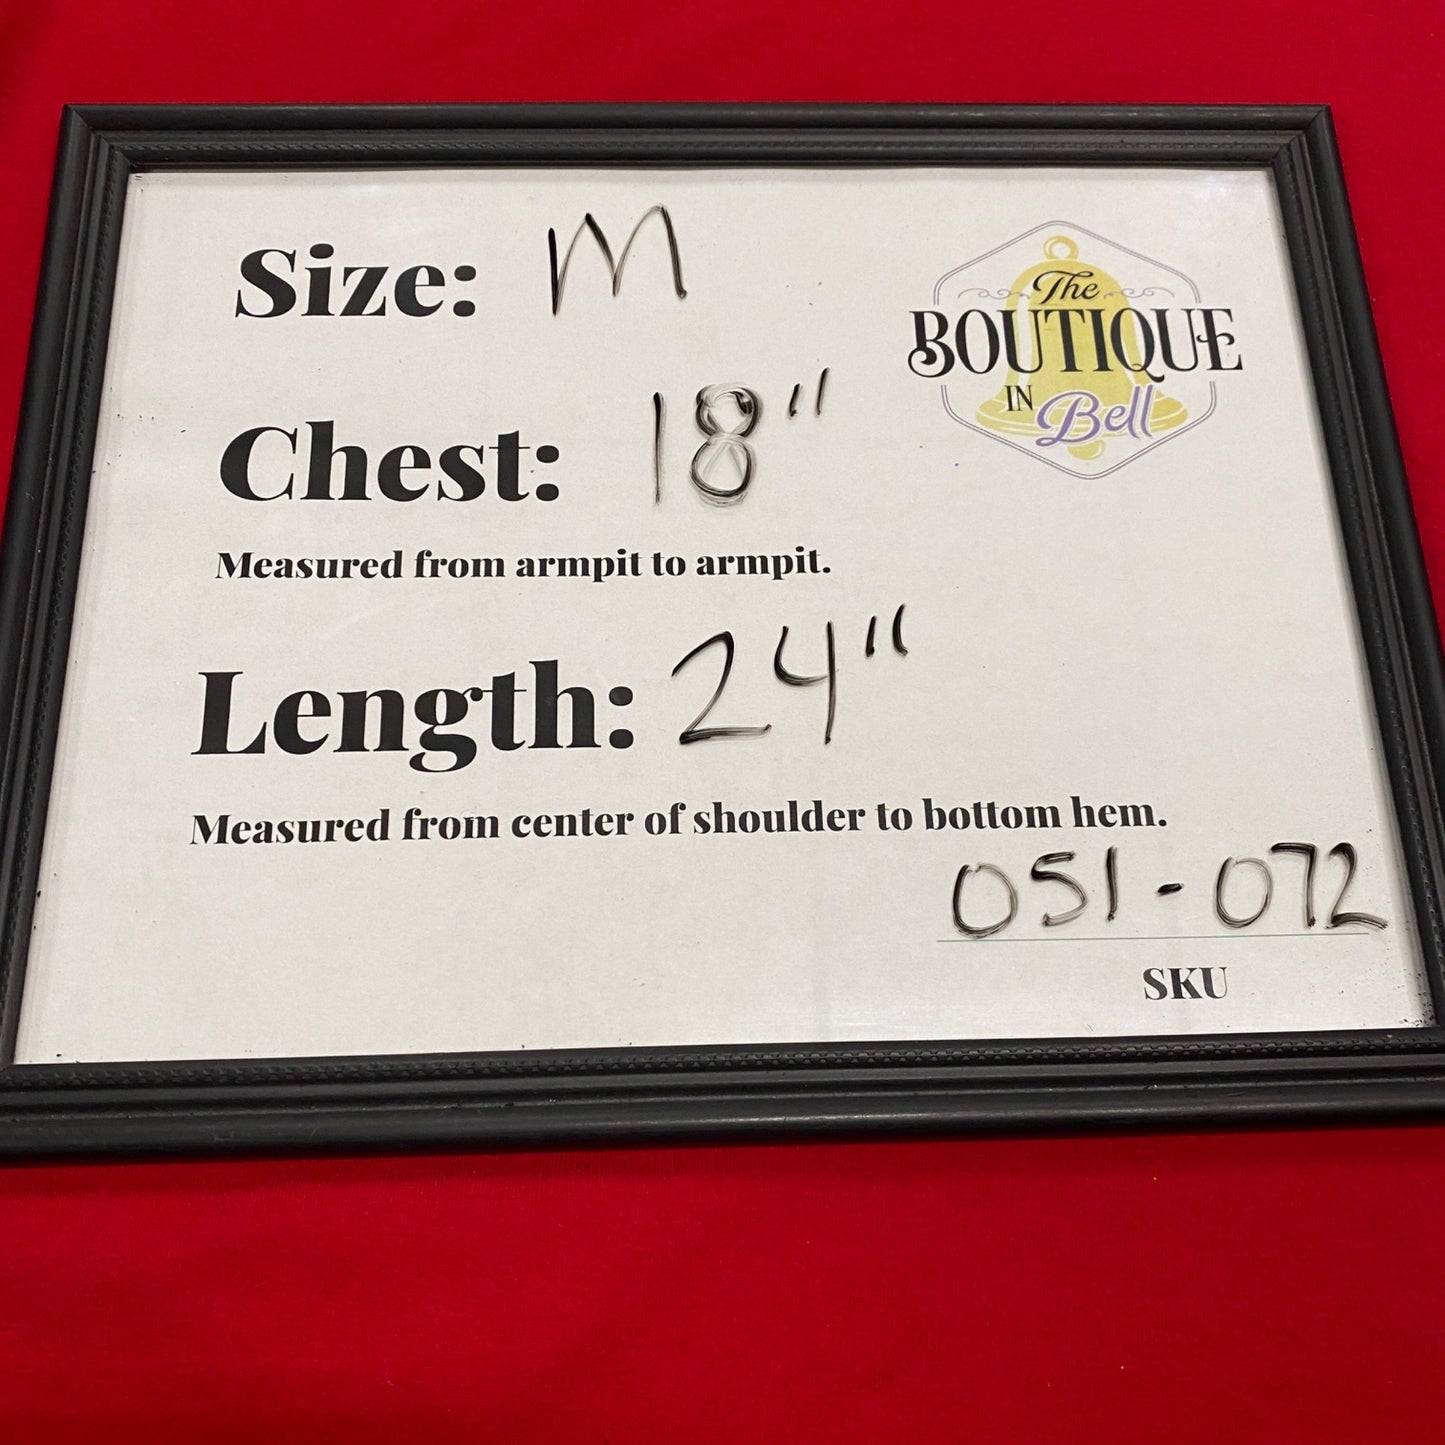 Size: M
The
BOUTIQUE
IN Bell
Chest: 18"
Measured from armpit to armpit.
Length: 24"
Measured from center of shoulder to bottom hem.
051-072
SKU